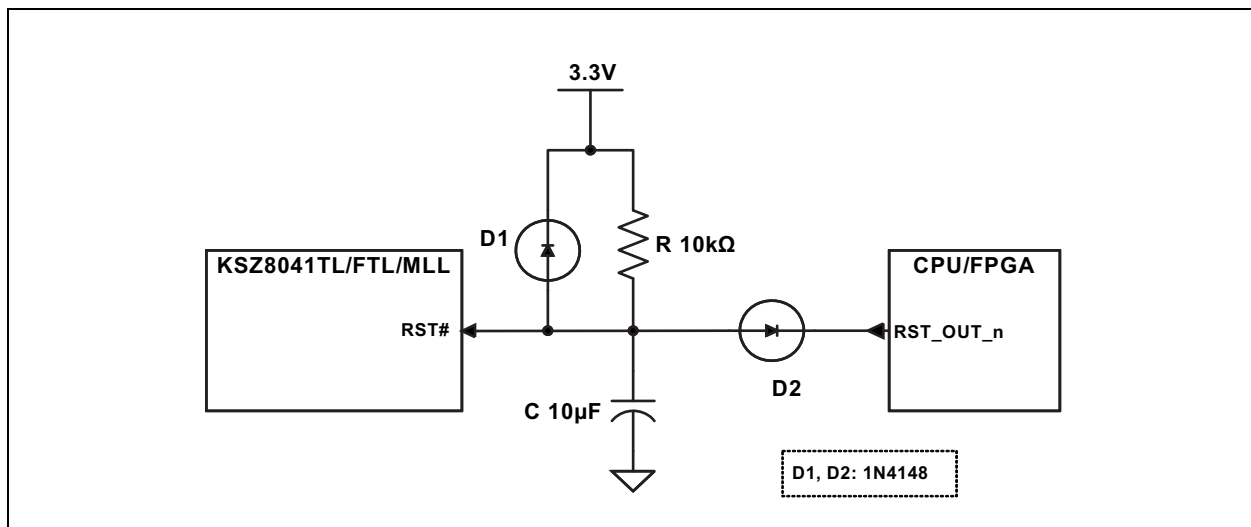 3.3V
D1
R 10kΩ
KSZ8041TL/FTL/MLL
CPU/FPGA
RST#
RST_OUT_n
D2
C 10µF
D1, D2: 1N4148